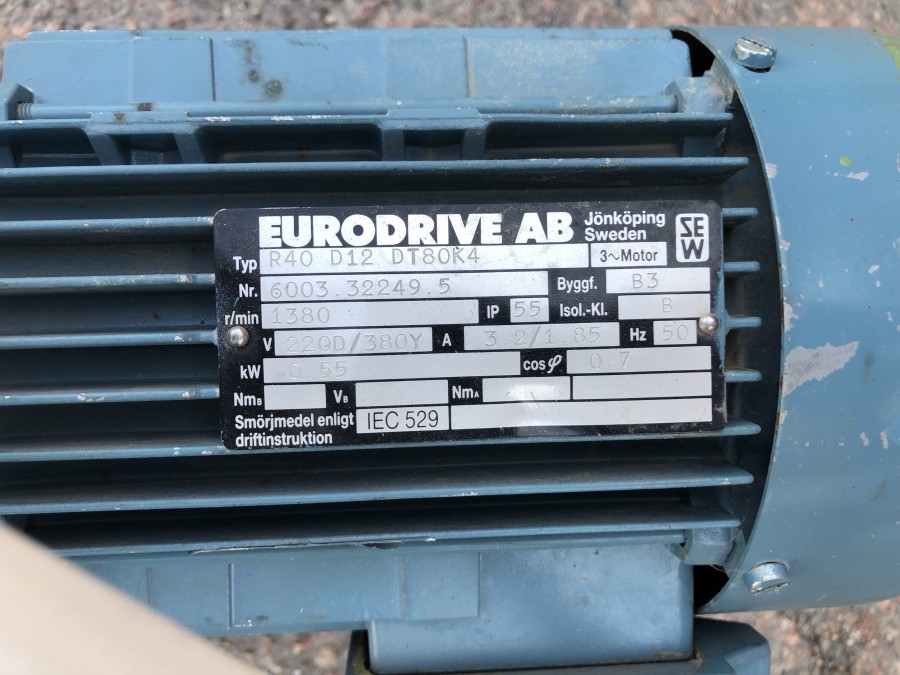 EURODRIVE AB Jönköping Sweden SEW
Typ R40 D12 DT80K4 3~Motor
Nr. 6003.32249.5 Byggf. B3
r/min 1380 IP 55 Isol.-Kl. B
V 220D/380Y A 3.2/1.85 Hz 50
kW 0.55 cosφ 0.7
NmB VB NmA
Smörjmedel enligt driftinstruktion IEC 529